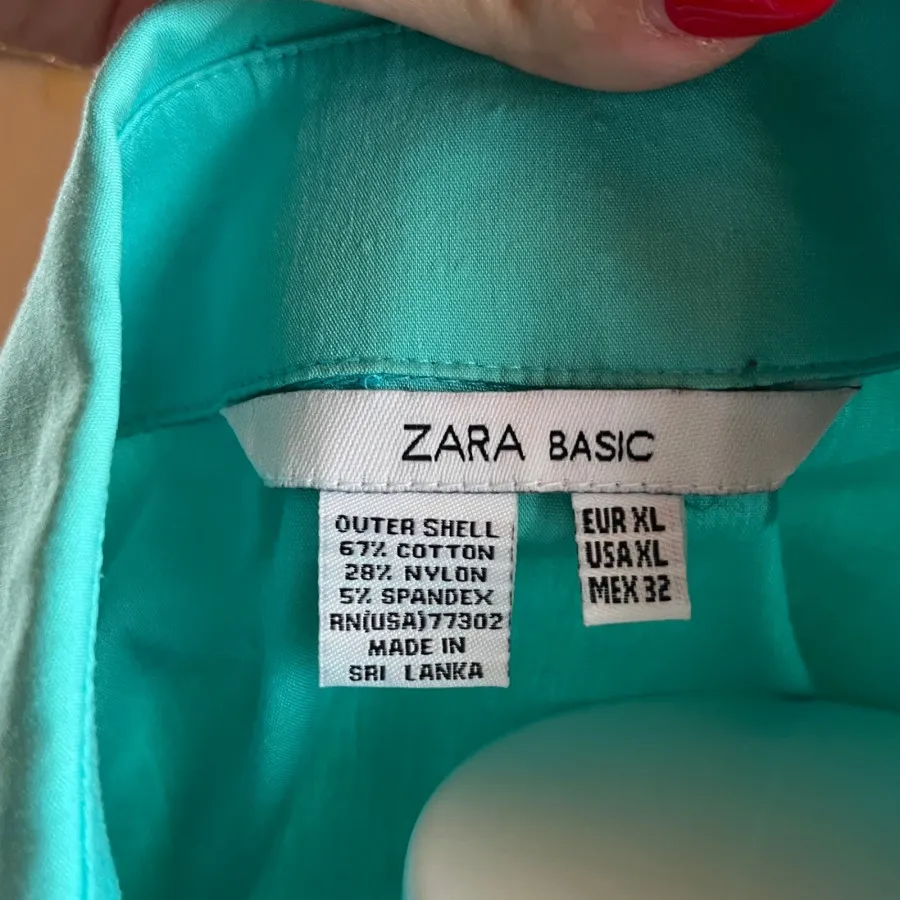 ZARA BASIC
OUTER SHELL
67% COTTON
28% NYLON
5% SPANDEX
RN(USA)77302
MADE IN
SRI LANKA
EUR XL
USA XL
MEX 32